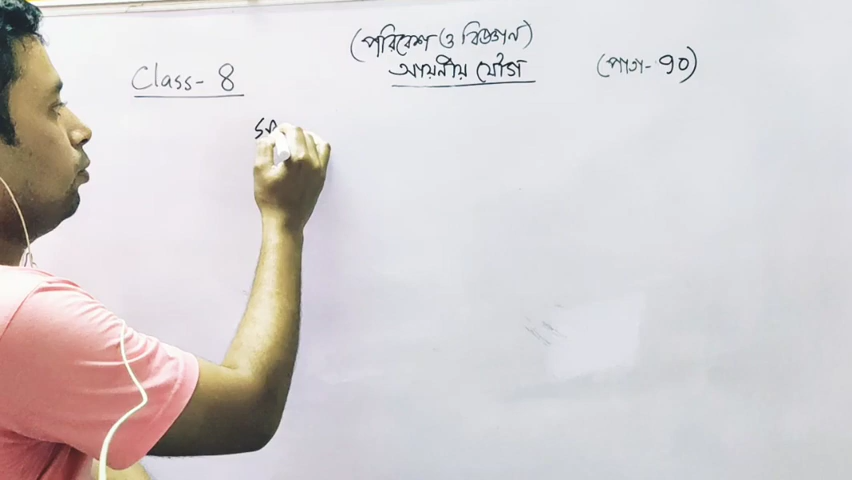 (পরিবেশ ও বিজ্ঞান)
Class- 8
আয়নীয় যৌগ
(পাতা- 90)